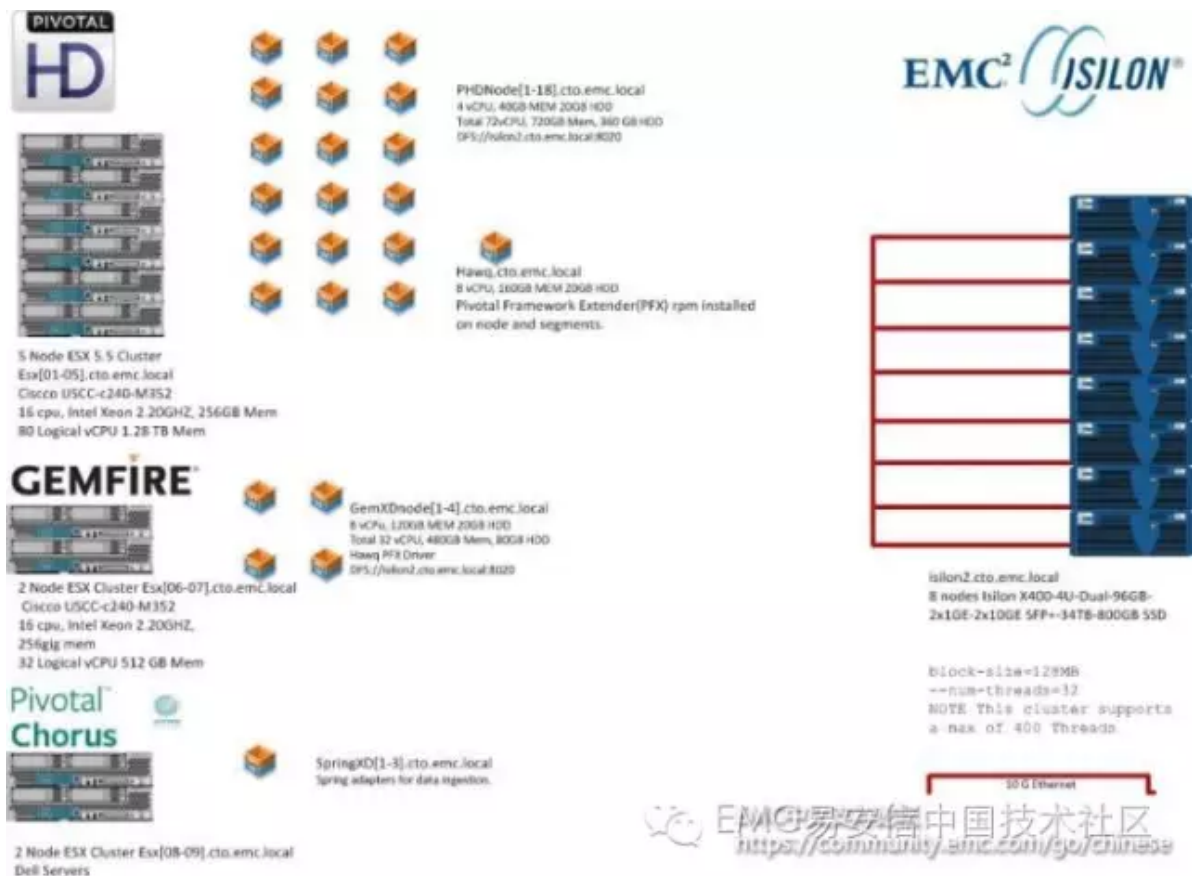 PIVOTAL
HD
EMC² ISILON®
PHDNode[1-18].cto.emc.local
4 vCPU, 40GB MEM 20GB HDD
Total 72vCPU, 720GB Mem, 360 GB HDD
DFS://isilon2.cto.emc.local:8020
Hawq.cto.emc.local
8 vCPU, 160GB MEM 20GB HDD
Pivotal Framework Extender(PFX) rpm installed
on node and segments.
5 Node ESX 5.5 Cluster
Esx[01-05].cto.emc.local
Ciscco USCC-c240-M352
16 cpu, Intel Xeon 2.20GHZ, 256GB Mem
80 Logical vCPU 1.28 TB Mem
GEMFIRE
GemXDnode[1-4].cto.emc.local
8 vCPu, 120GB MEM 20GB HDD
Total 32 vCPU, 480GB Mem, 80GB HDD
Hawq PFX Driver
DFS://isilon2.cto.emc.local:8020
2 Node ESX Cluster Esx[06-07].cto.emc.local
Ciscco USCC-c240-M352
16 cpu, Intel Xeon 2.20GHZ,
256gig mem
32 Logical vCPU 512 GB Mem
isilon2.cto.emc.local
8 nodes Isilon X400-4U-Dual-96GB-
2x1GE-2x10GE SFP+-34TB-800GB SSD
block-size=128MB
--num-threads=32
NOTE This cluster supports
a max of 400 Threads
Pivotal™
Chorus
SpringXD[1-3].cto.emc.local
Spring adapters for data ingestion.
10 G Ethernet
2 Node ESX Cluster Esx[08-09].cto.emc.local
Dell Servers
EMC易安信中国技术社区
https://community.emc.com/go/chinese